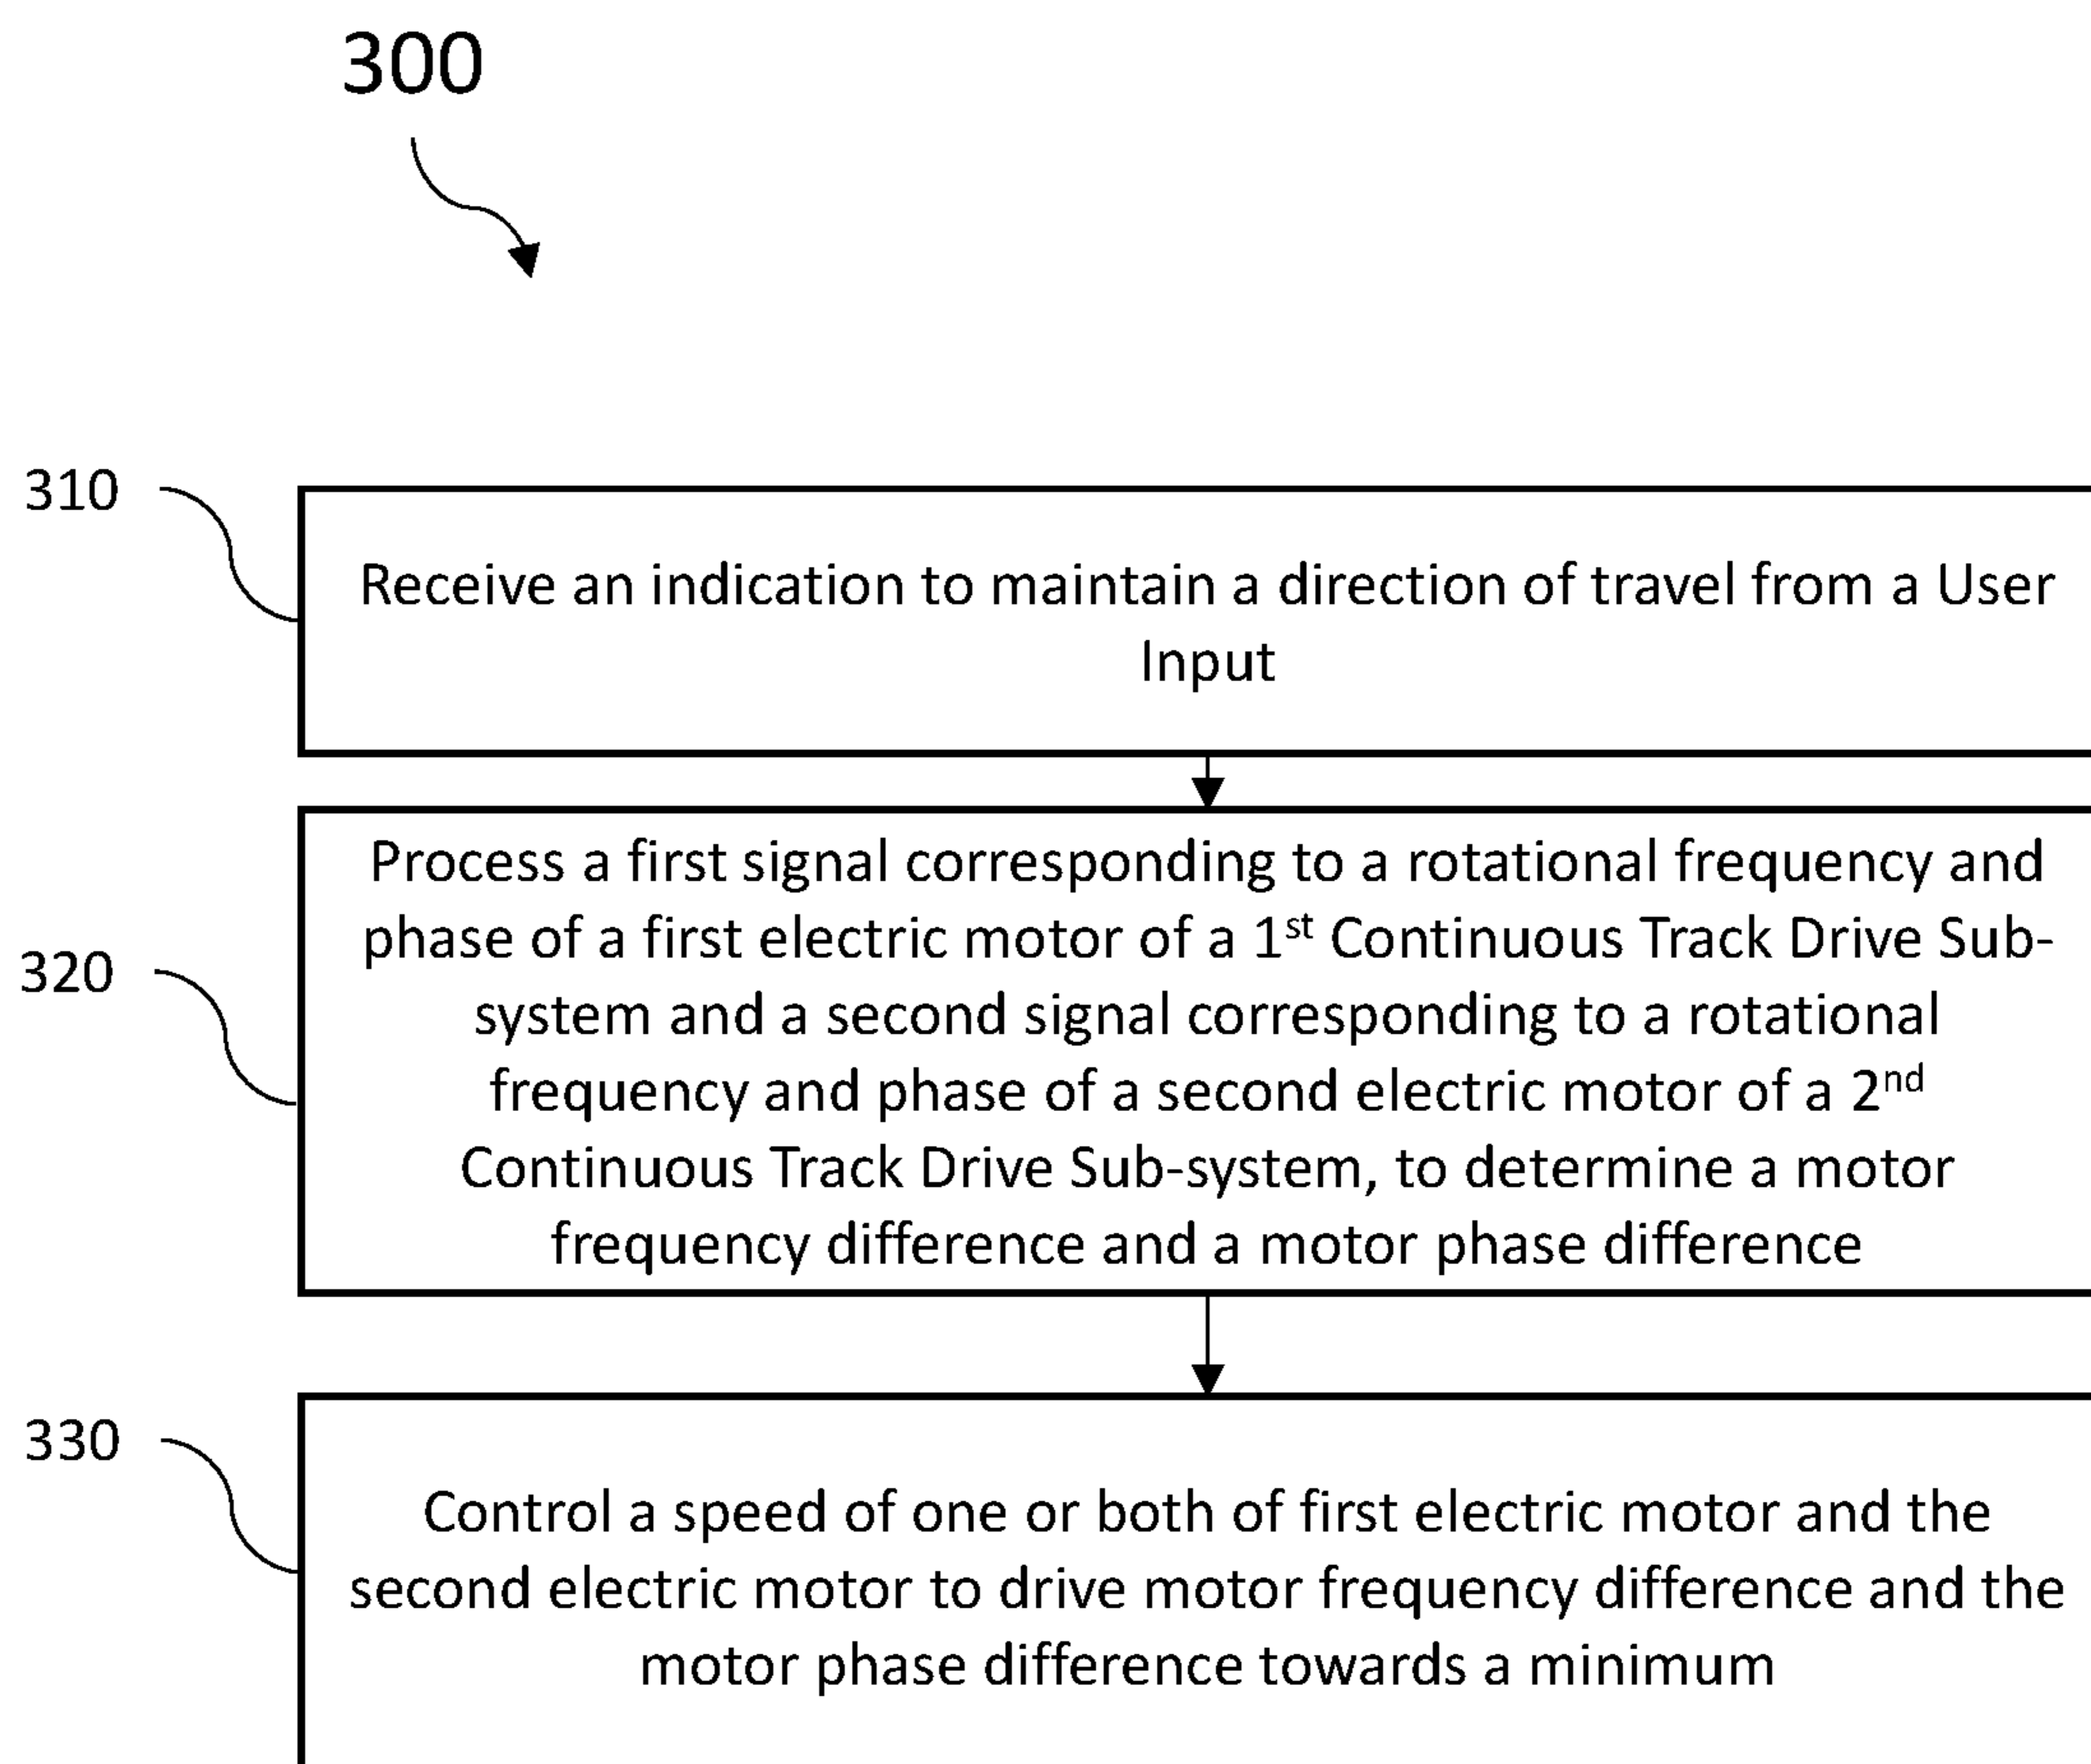 300
310
Receive an indication to maintain a direction of travel from a User
Input
320
Process a first signal corresponding to a rotational frequency and
phase of a first electric motor of a 1st Continuous Track Drive Sub-
system and a second signal corresponding to a rotational
frequency and phase of a second electric motor of a 2nd
Continuous Track Drive Sub-system, to determine a motor
frequency difference and a motor phase difference
330
Control a speed of one or both of first electric motor and the
second electric motor to drive motor frequency difference and the
motor phase difference towards a minimum